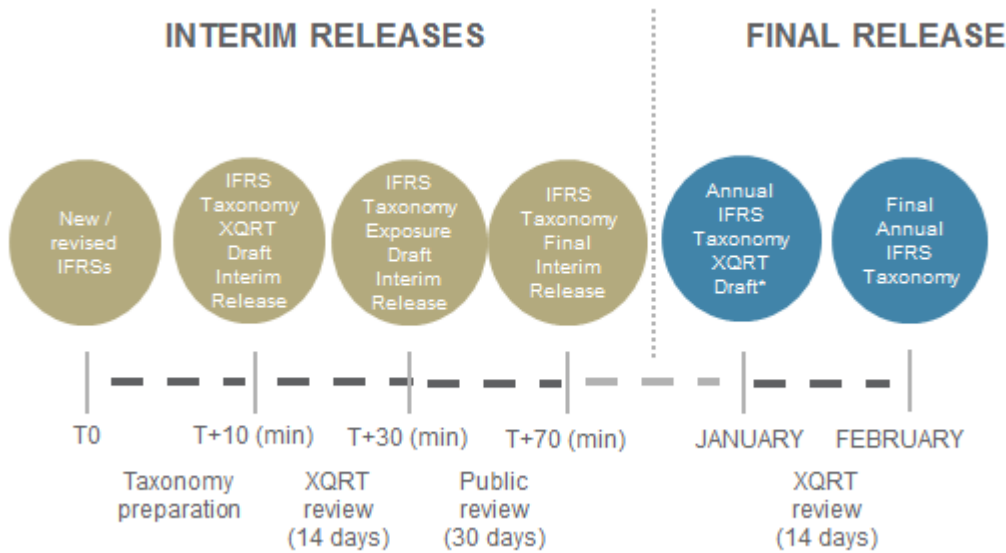 INTERIM RELEASES
FINAL RELEASE
New /
revised
IFRSs
IFRS
Taxonomy
XQRT
Draft
Interim
Release
IFRS
Taxonomy
Exposure
Draft
Interim
Release
IFRS
Taxonomy
Final
Interim
Release
Annual
IFRS
Taxonomy
XQRT
Draft*
Final
Annual
IFRS
Taxonomy
T0
T+10 (min)
T+30 (min)
T+70 (min)
JANUARY
FEBRUARY
Taxonomy
preparation
XQRT
review
(14 days)
Public
review
(30 days)
XQRT
review
(14 days)